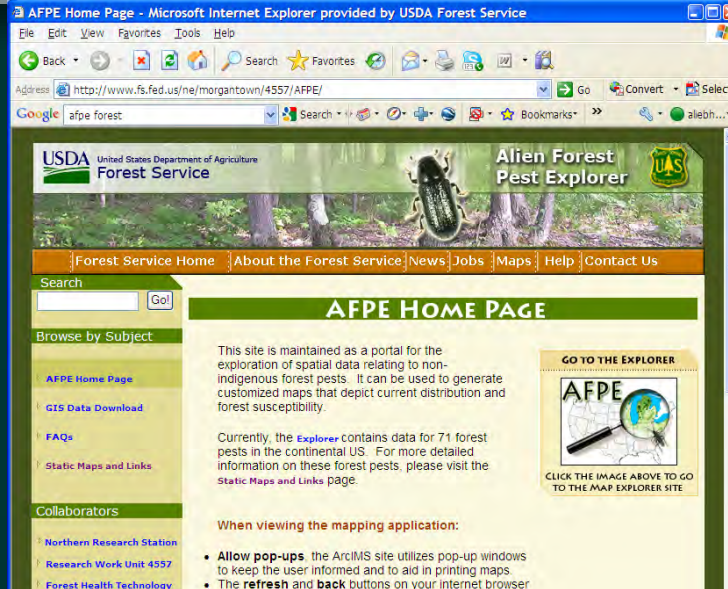 AFPE Home Page - Microsoft Internet Explorer provided by USDA Forest Service
File Edit View Favorites Tools Help
Back Search Favorites
Address http://www.fs.fed.us/ne/morgantown/4557/AFPE/ Go Convert Selec
Google afpe forest Search Bookmarks aliebh...
USDA United States Department of Agriculture
Forest Service
Alien Forest
Pest Explorer
UAS
Forest Service Home About the Forest Service News Jobs Maps Help Contact Us
Search
Go!
Browse by Subject
AFPE Home Page
GIS Data Download
FAQs
Static Maps and Links
Collaborators
Northern Research Station
Research Work Unit 4557
Forest Health Technology
AFPE HOME PAGE
This site is maintained as a portal for the
exploration of spatial data relating to non-
indigenous forest pests. It can be used to generate
customized maps that depict current distribution and
forest susceptibility.
Currently, the Explorer contains data for 71 forest
pests in the continental US. For more detailed
information on these forest pests, please visit the
Static Maps and Links page.
When viewing the mapping application:
• Allow pop-ups, the ArcIMS site utilizes pop-up windows
to keep the user informed and to aid in printing maps.
• The refresh and back buttons on your internet browser
GO TO THE EXPLORER
AFPE
CLICK THE IMAGE ABOVE TO GO
TO THE MAP EXPLORER SITE